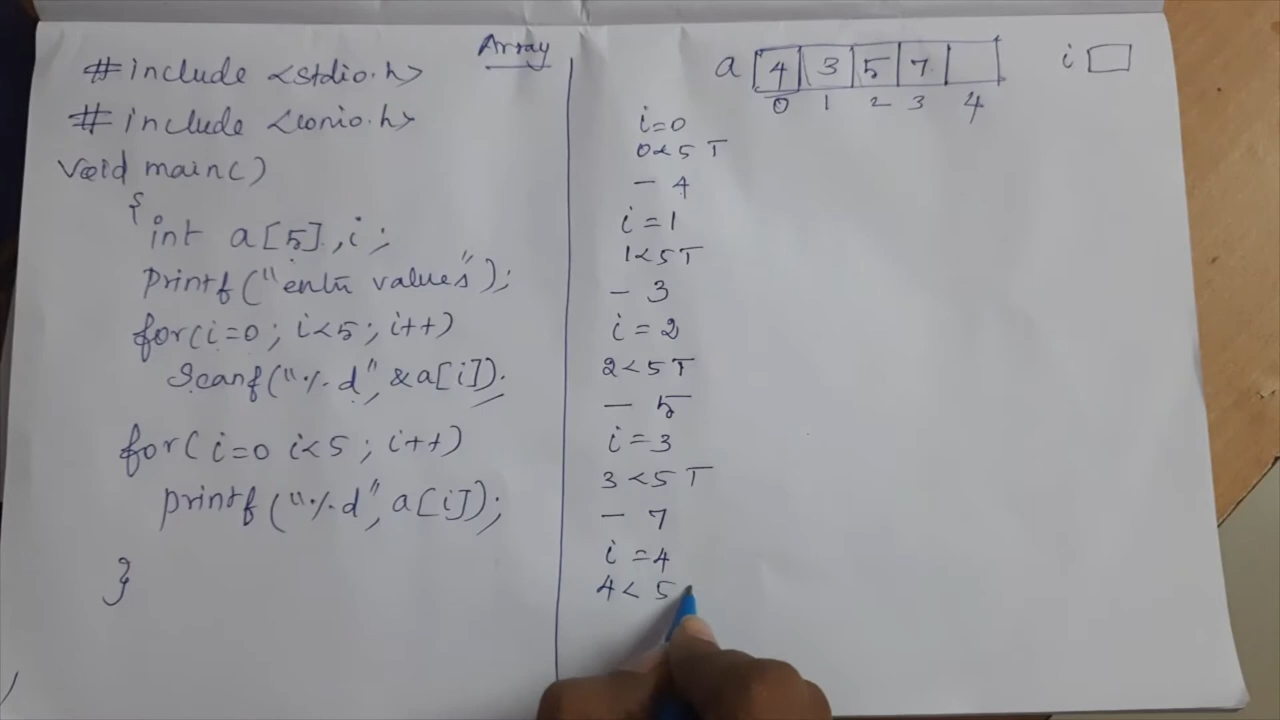 Array
#include <stdio.h>
#include <conio.h>
Void main()
{
int a[5],i;
printf("enter values");
for(i=0; i<5; i++)
Scanf("%d", &a[i]);
for(i=0 i<5; i++)
printf("%d", a[i]);
}
a 4 3 5 7
0 1 2 3 4
i
i=0
0<5 T
- 4
i=1
1<5 T
- 3
i=2
2<5 T
- 5
i=3
3<5 T
- 7
i=4
4<5